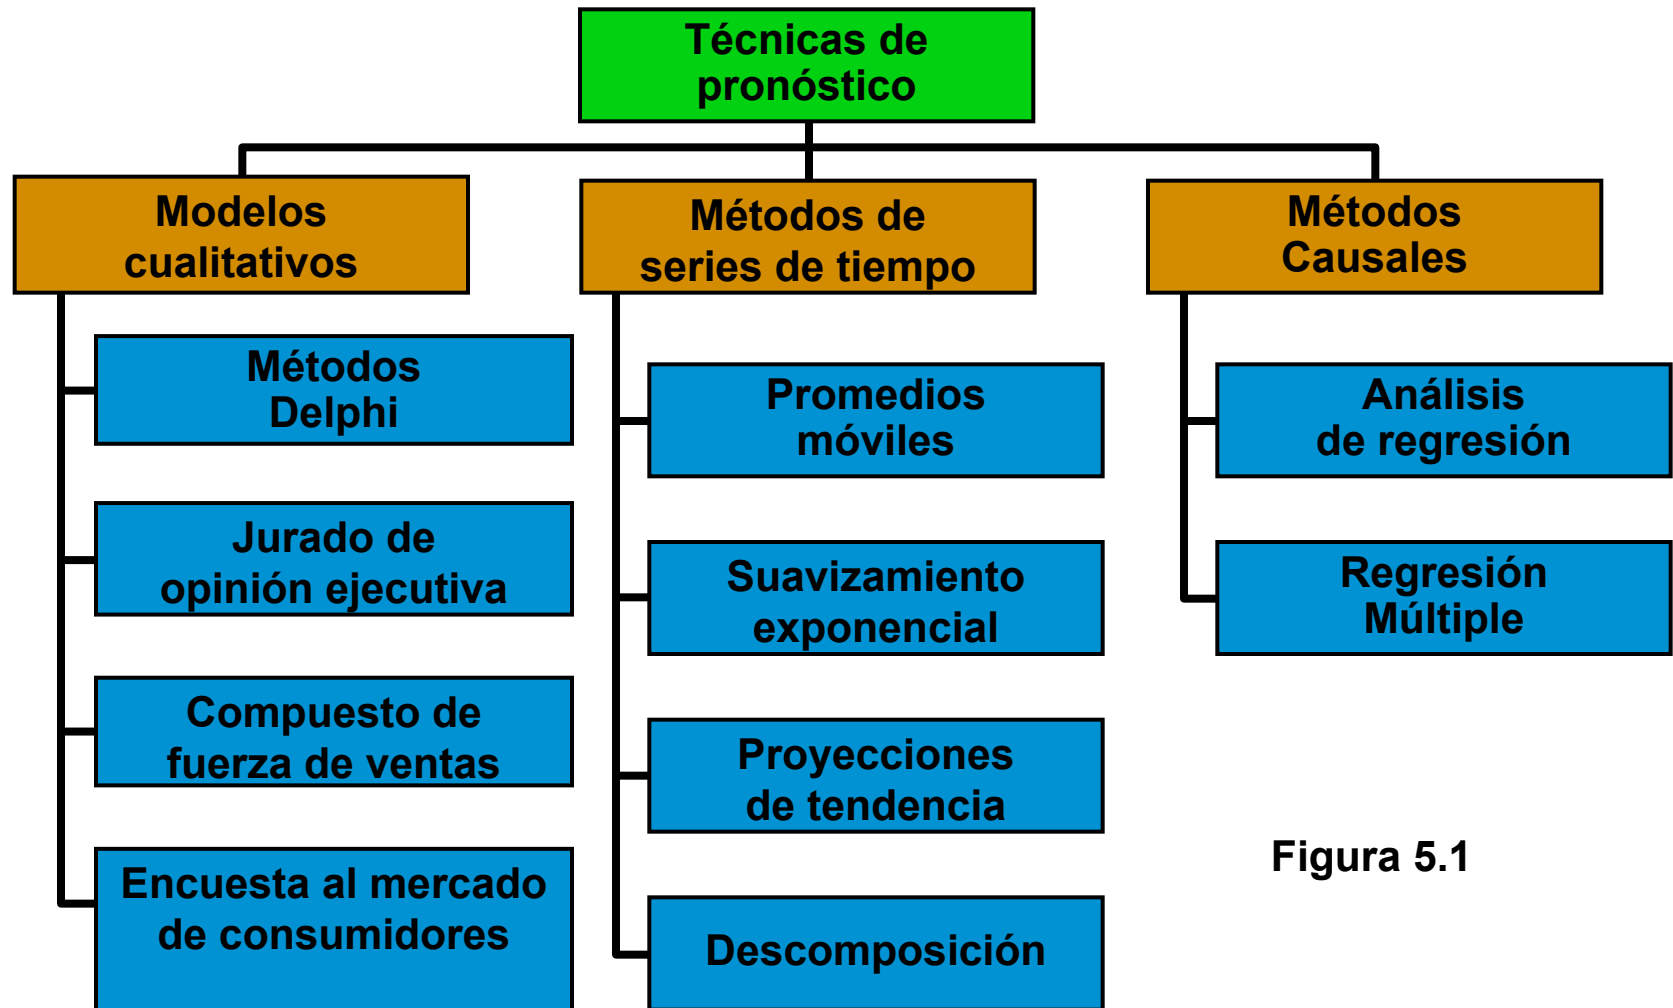 Técnicas de
pronóstico
Modelos
cualitativos
Métodos
Delphi
Jurado de
opinión ejecutiva
Compuesto de
fuerza de ventas
Encuesta al mercado
de consumidores
Métodos de
series de tiempo
Promedios
móviles
Suavizamiento
exponencial
Proyecciones
de tendencia
Descomposición
Métodos
Causales
Análisis
de regresión
Regresión
Múltiple
Figura 5.1